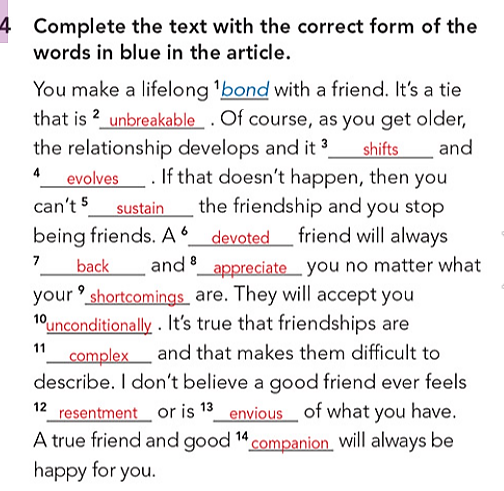 4 Complete the text with the correct form of the
words in blue in the article.
You make a lifelong ¹bond with a friend. It's a tie
that is ² unbreakable . Of course, as you get older,
the relationship develops and it ³ shifts and
⁴ evolves . If that doesn't happen, then you
can't ⁵ sustain the friendship and you stop
being friends. A ⁶ devoted friend will always
⁷ back and ⁸ appreciate you no matter what
your ⁹ shortcomings are. They will accept you
¹⁰unconditionally . It's true that friendships are
¹¹ complex and that makes them difficult to
describe. I don't believe a good friend ever feels
¹² resentment or is ¹³ envious of what you have.
A true friend and good ¹⁴ companion will always be
happy for you.